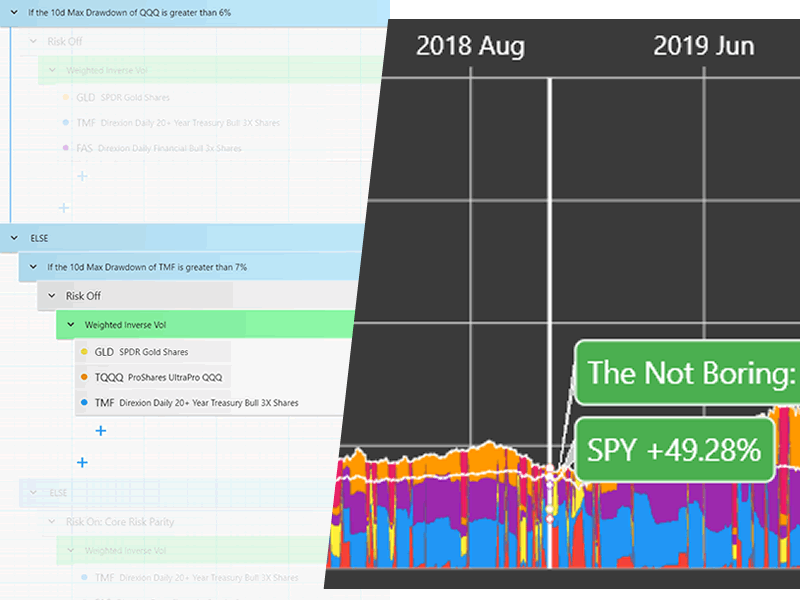 If the 10d Max Drawdown of QQQ is greater than 6%
Risk Off
Weighted Inverse Vol
GLD SPDR Gold Shares
TMF Direxion Daily 20+ Year Treasury Bull 3X Shares
FAS Direxion Daily Financial Bull 3x Shares
ELSE
If the 10d Max Drawdown of TMF is greater than 7%
Risk Off
Weighted Inverse Vol
GLD SPDR Gold Shares
TQQQ ProShares UltraPro QQQ
TMF Direxion Daily 20+ Year Treasury Bull 3X Shares
ELSE
Risk On: Core Risk Parity
Weighted Inverse Vol
TMF Direxion Daily 20+ Year Treasury Bull 3X Shares
2018 Aug
2019 Jun
The Not Boring:
SPY +49.28%